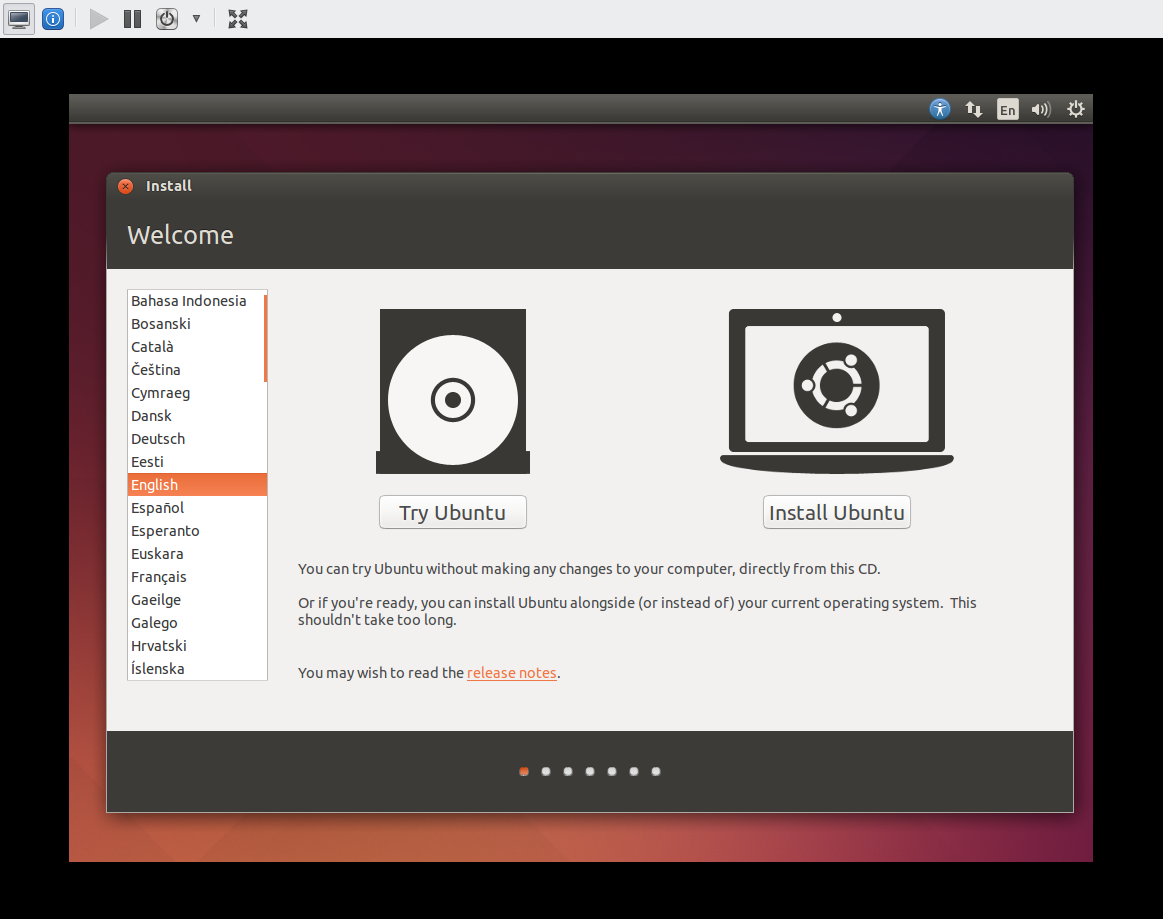 En
Install
Welcome
Bahasa Indonesia
Bosanski
Català
Čeština
Cymraeg
Dansk
Deutsch
Eesti
English
Español
Esperanto
Euskara
Français
Gaeilge
Galego
Hrvatski
Íslenska
Try Ubuntu
Install Ubuntu
You can try Ubuntu without making any changes to your computer, directly from this CD.
Or if you're ready, you can install Ubuntu alongside (or instead of) your current operating system.  This
shouldn't take too long.
You may wish to read the release notes.